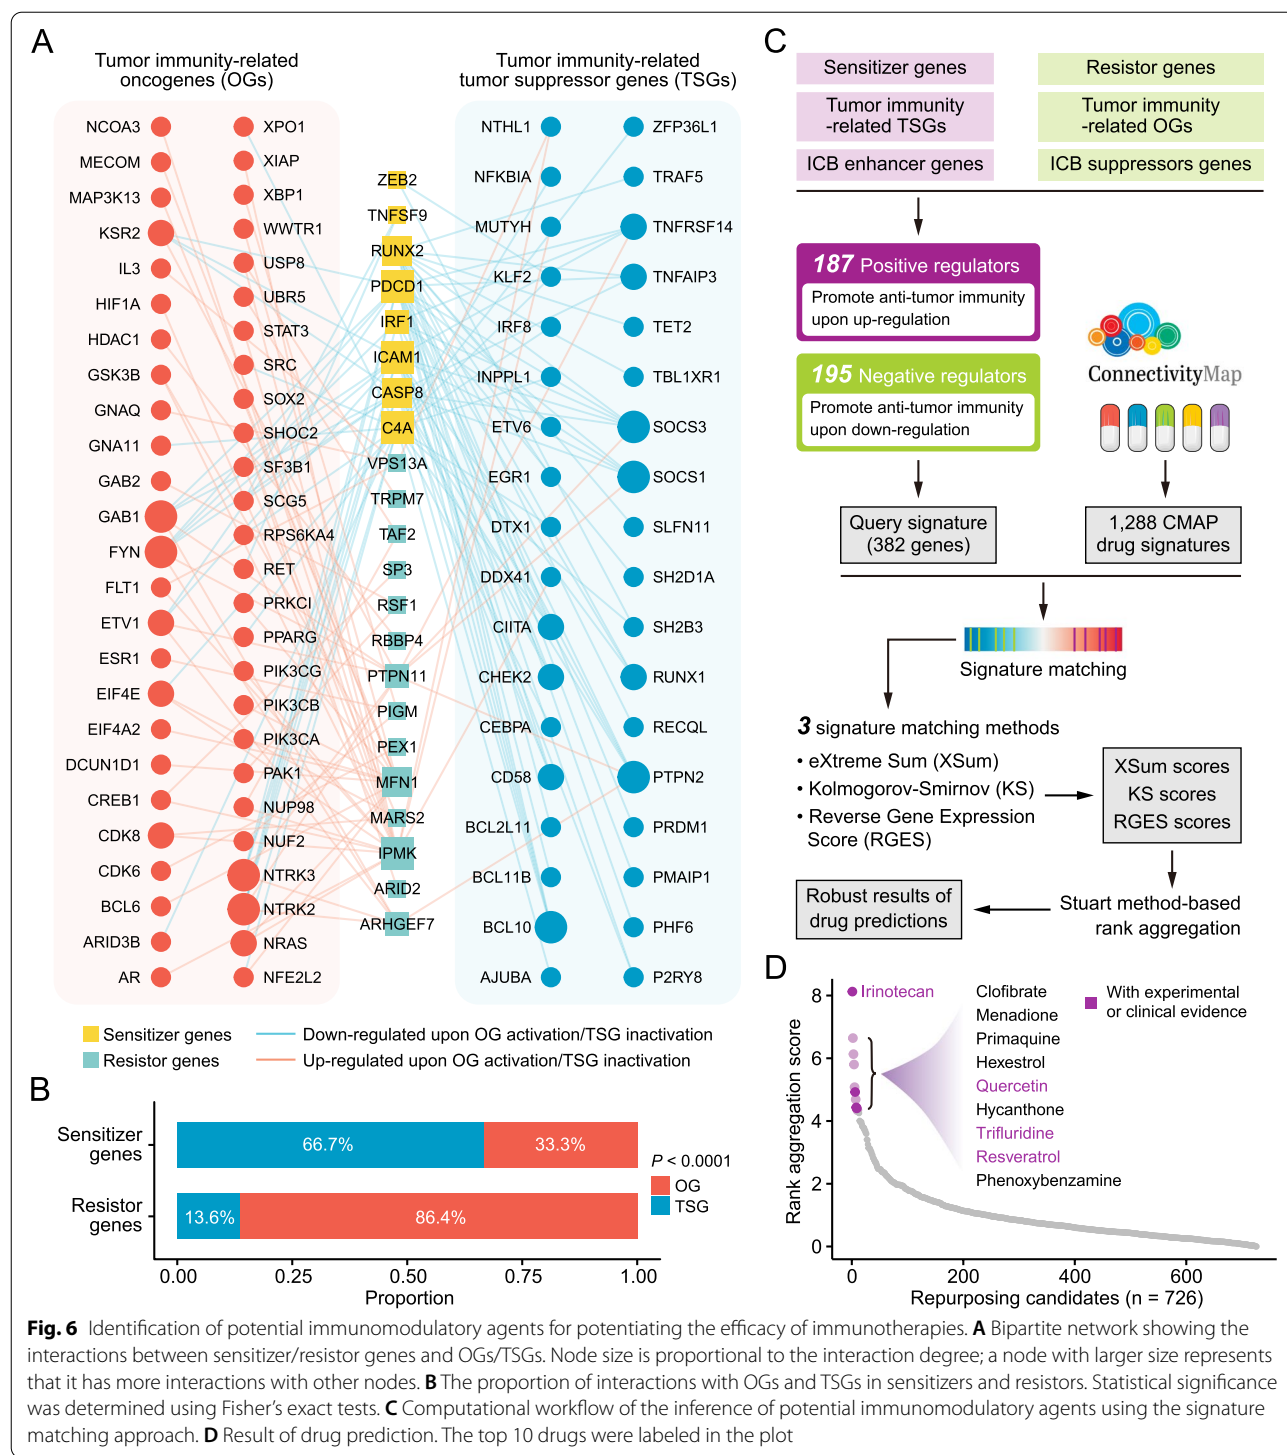 A
Tumor immunity-related
oncogenes (OGs)
Tumor immunity-related
tumor suppressor genes (TSGs)
NCOA3
MECOM
MAP3K13
KSR2
IL3
HIF1A
HDAC1
GSK3B
GNAQ
GNA11
GAB2
GAB1
FYN
FLT1
ETV1
ESR1
EIF4E
EIF4A2
DCUN1D1
CREB1
CDK8
CDK6
BCL6
ARID3B
AR
XPO1
XIAP
XBP1
WWTR1
USP8
UBR5
STAT3
SRC
SOX2
SHOC2
SF3B1
SCG5
RPS6KA4
RET
PRKCI
PPARG
PIK3CG
PIK3CB
PIK3CA
PAK1
NUP98
NUF2
NTRK3
NTRK2
NRAS
NFE2L2
ZEB2
TNFSF9
RUNX2
PDCD1
IRF1
ICAM1
CASP8
C4A
VPS13A
TRPM7
TAF2
SP3
RSF1
RBBP4
PTPN11
PIGM
PEX1
MFN1
MARS2
IPMK
ARID2
ARHGEF7
NTHL1
NFKBIA
MUTYH
KLF2
IRF8
INPPL1
ETV6
EGR1
DTX1
DDX41
CIITA
CHEK2
CEBPA
CD58
BCL2L11
BCL11B
BCL10
AJUBA
ZFP36L1
TRAF5
TNFRSF14
TNFAIP3
TET2
TBL1XR1
SOCS3
SOCS1
SLFN11
SH2D1A
SH2B3
RUNX1
RECQL
PTPN2
PRDM1
PMAIP1
PHF6
P2RY8
Sensitizer genes
Resistor genes
Down-regulated upon OG activation/TSG inactivation
Up-regulated upon OG activation/TSG inactivation
B
Sensitizer
genes
66.7%
33.3%
Resistor
genes
13.6%
86.4%
P < 0.0001
OG
TSG
0.00
0.25
0.50
0.75
1.00
Proportion
C
Sensitizer genes
Resistor genes
Tumor immunity
-related TSGs
Tumor immunity
-related OGs
ICB enhancer genes
ICB suppressors genes
187 Positive regulators
Promote anti-tumor immunity
upon up-regulation
195 Negative regulators
Promote anti-tumor immunity
upon down-regulation
ConnectivityMap
Query signature
(382 genes)
1,288 CMAP
drug signatures
Signature matching
3 signature matching methods
• eXtreme Sum (XSum)
• Kolmogorov-Smirnov (KS)
• Reverse Gene Expression
Score (RGES)
XSum scores
KS scores
RGES scores
Stuart method-based
rank aggregation
Robust results of
drug predictions
D
Rank aggregation score
8
6
4
2
0
Irinotecan
Clofibrate
Menadione
Primaquine
Hexestrol
Quercetin
Hycanthone
Trifluridine
Resveratrol
Phenoxybenzamine
With experimental
or clinical evidence
0
200
400
600
Repurposing candidates (n = 726)
Fig. 6 Identification of potential immunomodulatory agents for potentiating the efficacy of immunotherapies. A Bipartite network showing the
interactions between sensitizer/resistor genes and OGs/TSGs. Node size is proportional to the interaction degree; a node with larger size represents
that it has more interactions with other nodes. B The proportion of interactions with OGs and TSGs in sensitizers and resistors. Statistical significance
was determined using Fisher's exact tests. C Computational workflow of the inference of potential immunomodulatory agents using the signature
matching approach. D Result of drug prediction. The top 10 drugs were labeled in the plot